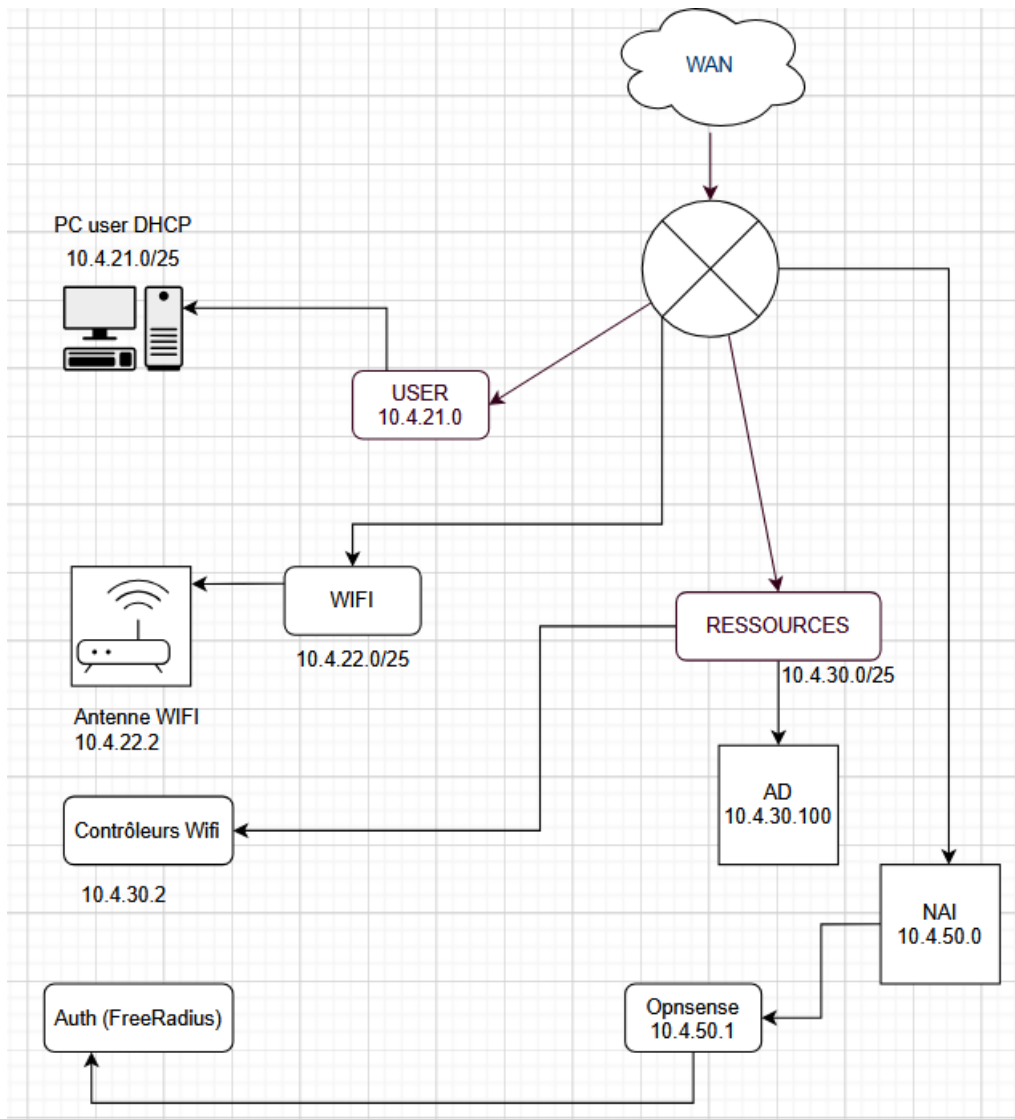 WAN
PC user DHCP
10.4.21.0/25
USER
10.4.21.0
WIFI
10.4.22.0/25
RESSOURCES
10.4.30.0/25
Antenne WIFI
10.4.22.2
AD
10.4.30.100
Contrôleurs Wifi
10.4.30.2
NAI
10.4.50.0
Auth (FreeRadius)
Opnsense
10.4.50.1